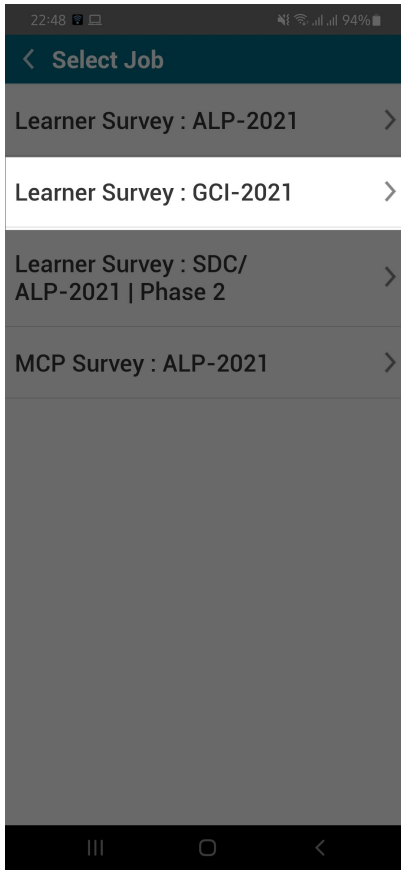 22:48 94%
Select Job
Learner Survey : ALP-2021
Learner Survey : GCI-2021
Learner Survey : SDC/
ALP-2021 | Phase 2
MCP Survey : ALP-2021